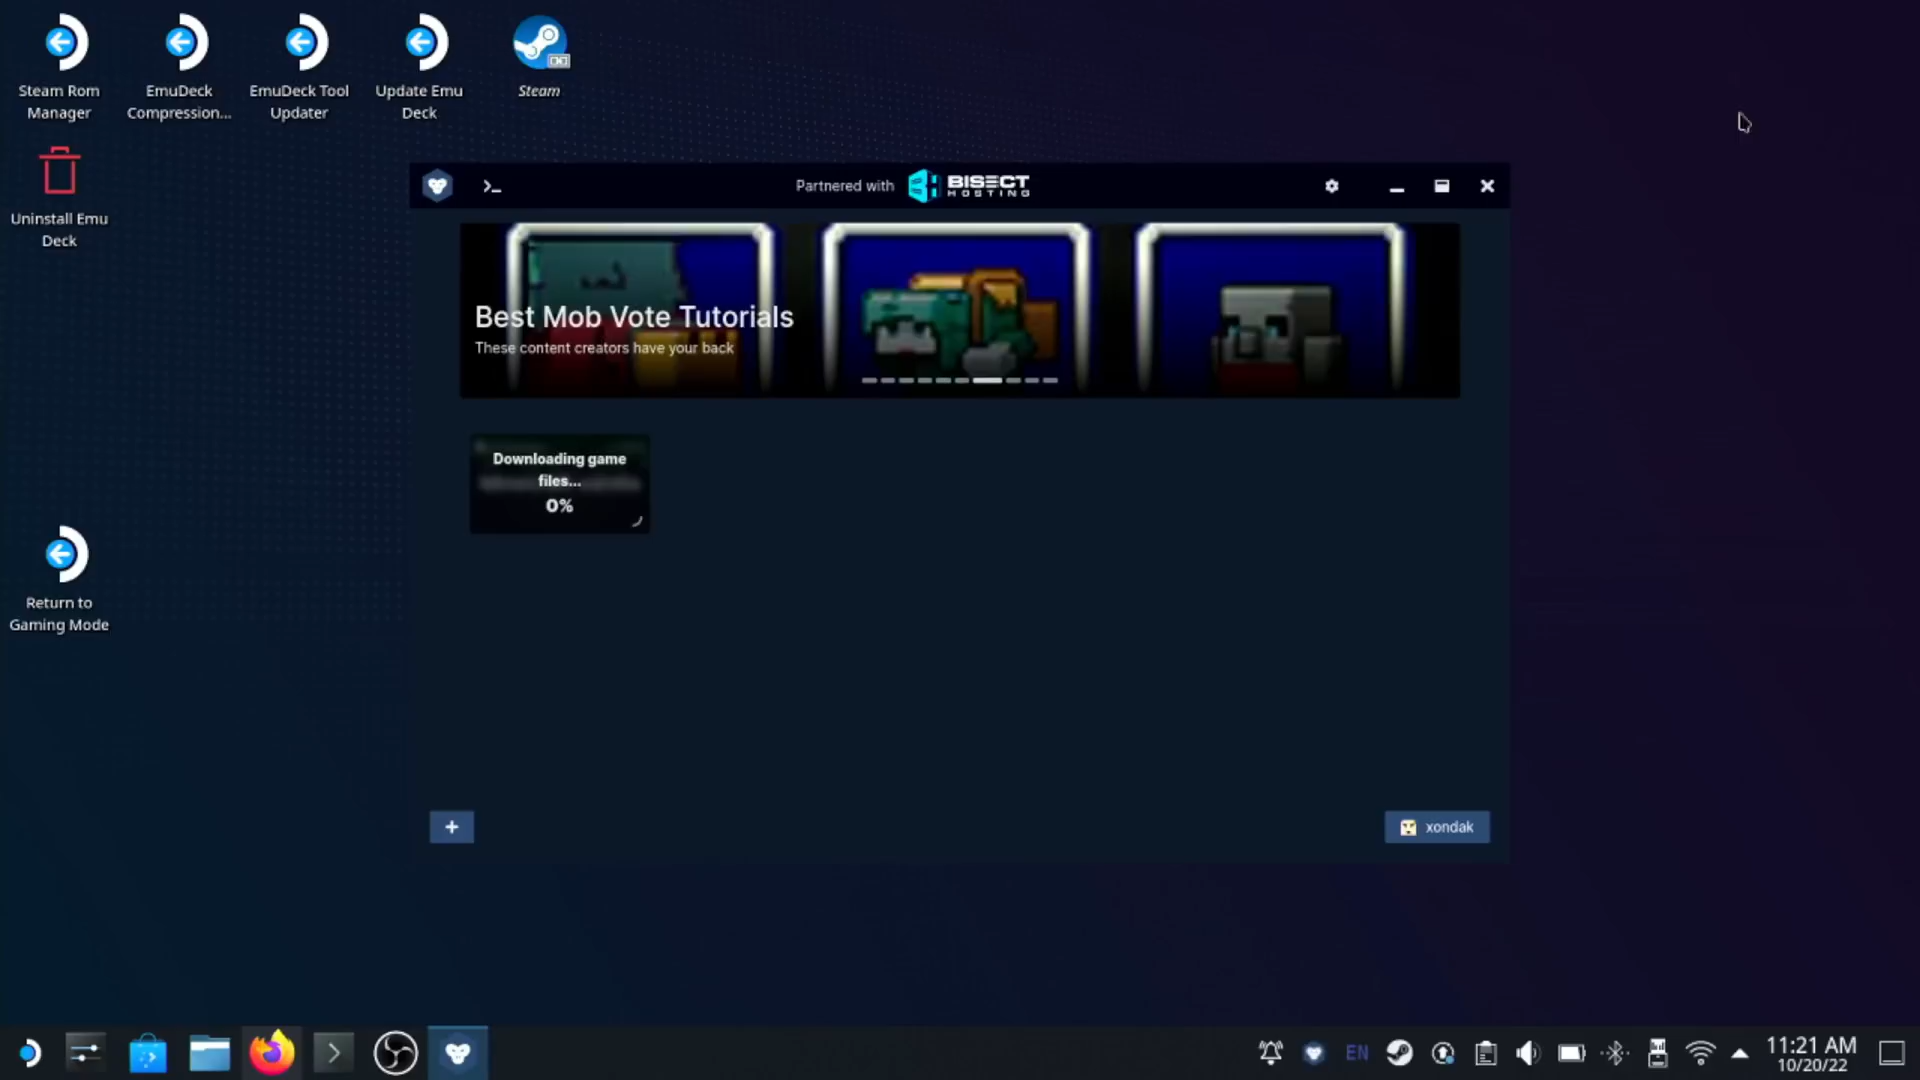 Steam Rom
Manager
EmuDeck
Compression...
EmuDeck Tool
Updater
Update Emu
Deck
Steam
Uninstall Emu
Deck
Return to
Gaming Mode
Partnered with
BISECT
HOSTING
Best Mob Vote Tutorials
These content creators have your back
Downloading game
files...
0%
xondak
EN
11:21 AM
10/20/22